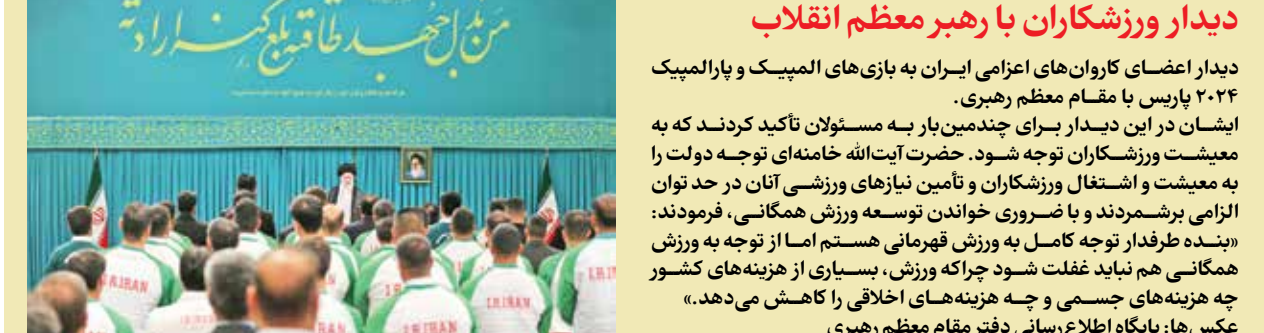 دیدار ورزشکاران با رهبر معظم انقلاب
دیدار اعضای کاروان‌های اعزامی ایران به بازی‌های المپیک و پارالمپیک
۲۰۲۴ پاریس با مقام معظم رهبری.
ایشان در این دیدار برای چندمین‌بار به مسئولان تأکید کردند که به
معیشت ورزشکاران توجه شود. حضرت آیت‌الله خامنه‌ای توجه دولت را
به معیشت و اشتغال ورزشکاران و تأمین نیازهای ورزشی آنان در حد توان
الزامی برشمردند و با ضروری خواندن توسعه ورزش همگانی، فرمودند:
«بنده طرفدار توجه کامل به ورزش قهرمانی هستم اما از توجه به ورزش
همگانی هم نباید غفلت شود چراکه ورزش، بسیاری از هزینه‌های کشور
چه هزینه‌های جسمی و چه هزینه‌های اخلاقی را کاهش می‌دهد.»
عکس‌ها: پایگاه اطلاع‌رسانی دفتر مقام معظم رهبری
من بذل جهد طاقته بلغ کنه ارادته
I.R.IRAN
I.R.IRAN
I.R.IRAN